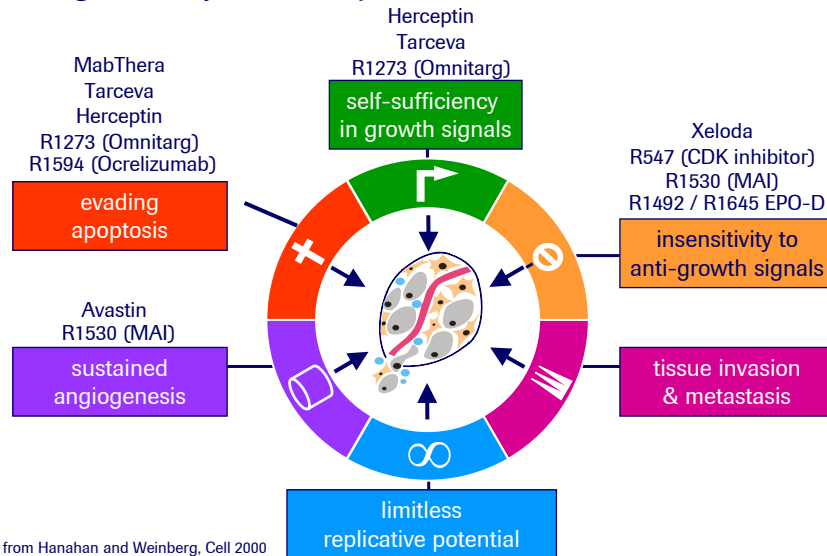 Herceptin
Tarceva
R1273 (Omnitarg)
self-sufficiency
in growth signals
MabThera
Tarceva
Herceptin
R1273 (Omnitarg)
R1594 (Ocrelizumab)
evading
apoptosis
Xeloda
R547 (CDK inhibitor)
R1530 (MAI)
R1492 / R1645 EPO-D
insensitivity to
anti-growth signals
Avastin
R1530 (MAI)
sustained
angiogenesis
tissue invasion
& metastasis
limitless
replicative potential
from Hanahan and Weinberg, Cell 2000